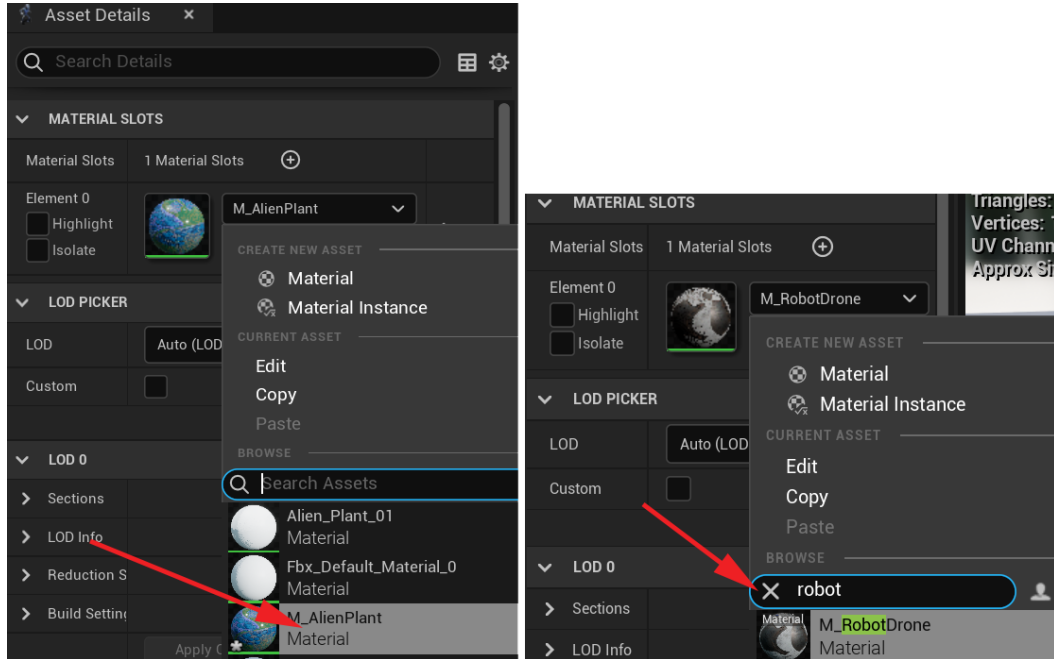 Asset Details
Search Details
MATERIAL SLOTS
Material Slots
1 Material Slots
Element 0
Highlight
Isolate
M_AlienPlant
CREATE NEW ASSET
Material
Material Instance
LOD PICKER
CURRENT ASSET
LOD
Auto (LOD
Edit
Custom
Copy
Paste
BROWSE
LOD 0
Search Assets
Sections
Alien_Plant_01
Material
LOD Info
Fbx_Default_Material_0
Material
Reduction S
Build Setting
M_AlienPlant
Material
Apply C
MATERIAL SLOTS
Triangles:
Vertices:
UV Chann
Approx Si
Material Slots
1 Material Slots
Element 0
Highlight
Isolate
M_RobotDrone
CREATE NEW ASSET
Material
Material Instance
LOD PICKER
CURRENT ASSET
LOD
Auto (LOD
Edit
Custom
Copy
Paste
BROWSE
LOD 0
robot
Sections
Material
M_RobotDrone
Material
LOD Info